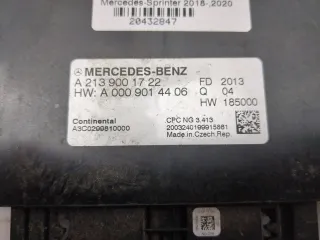 Mercedes-Sprinter 2018-,2020
20432847
MERCEDES-BENZ
A 213 900 17 22 FD 2013
HW: A 000 901 44 06 Q 04
HW 185000
Continental CPC NG 3.413
A3C0299810000 2003240199915661
Made in Czech.Rep.